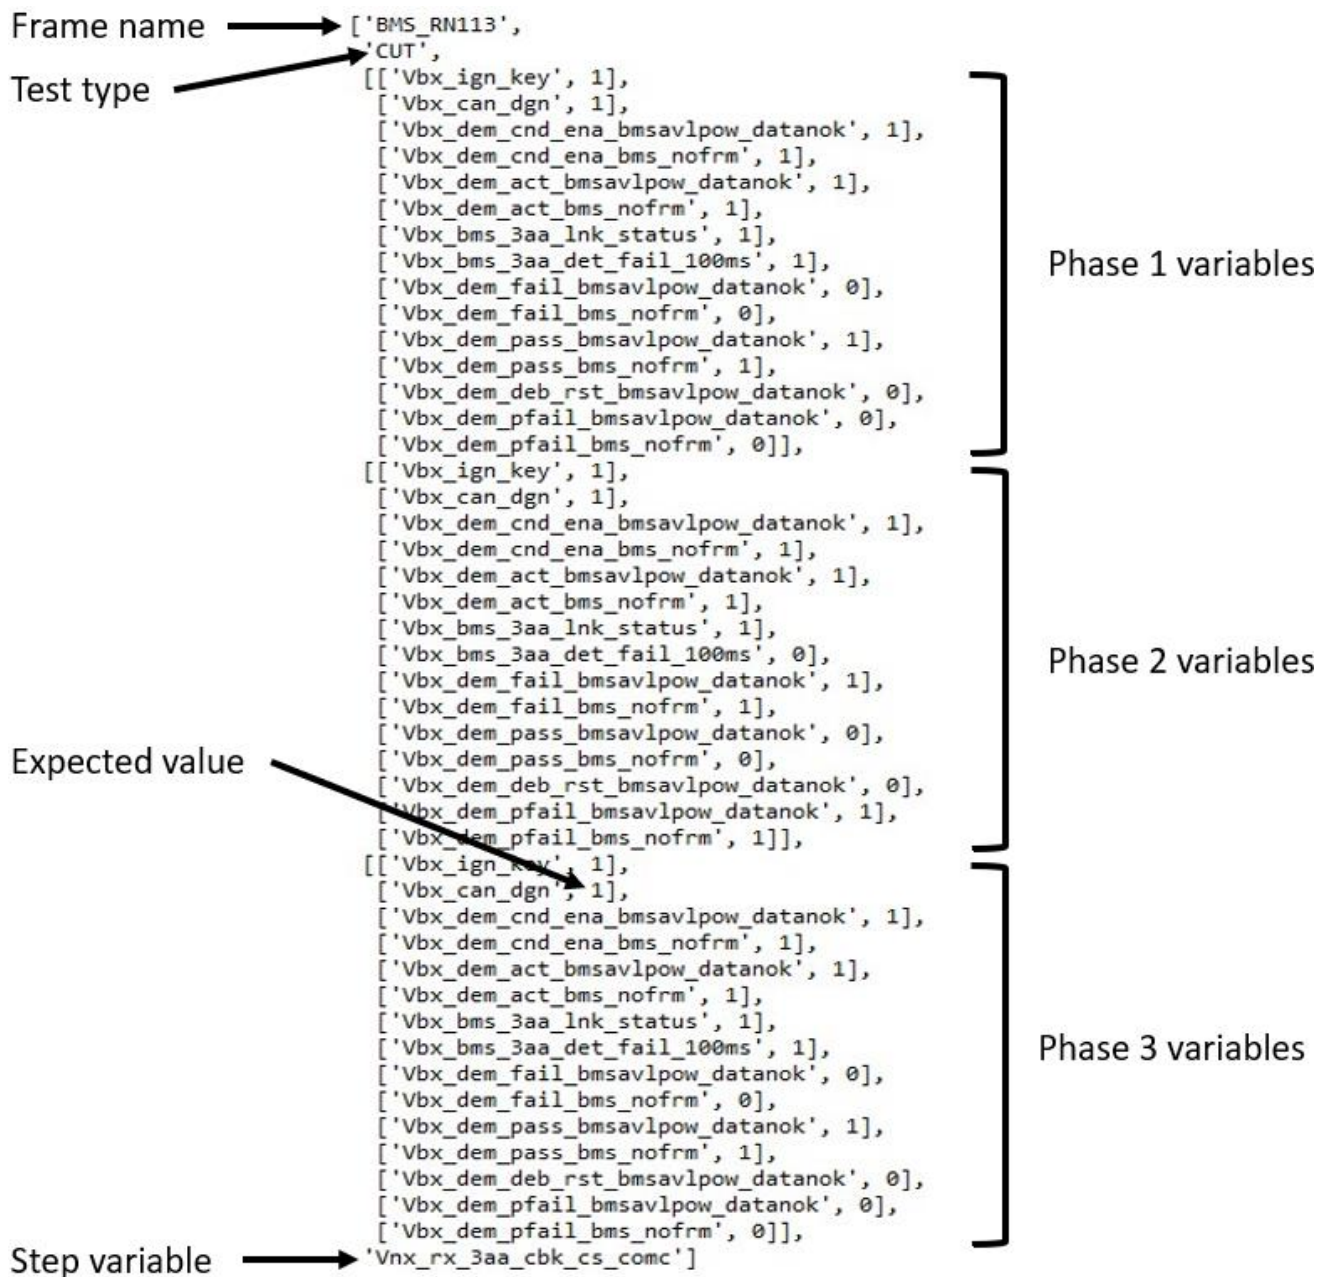 Frame name
['BMS_RN113',
'CUT',
Test type
[['Vbx_ign_key', 1],
['Vbx_can_dgn', 1],
['Vbx_dem_cnd_ena_bmsavlpow_datanok', 1],
['Vbx_dem_cnd_ena_bms_nofrm', 1],
['Vbx_dem_act_bmsavlpow_datanok', 1],
['Vbx_dem_act_bms_nofrm', 1],
['Vbx_bms_3aa_lnk_status', 1],
['Vbx_bms_3aa_det_fail_100ms', 1],
['Vbx_dem_fail_bmsavlpow_datanok', 0],
['Vbx_dem_fail_bms_nofrm', 0],
['Vbx_dem_pass_bmsavlpow_datanok', 1],
['Vbx_dem_pass_bms_nofrm', 1],
['Vbx_dem_deb_rst_bmsavlpow_datanok', 0],
['Vbx_dem_pfail_bmsavlpow_datanok', 0],
['Vbx_dem_pfail_bms_nofrm', 0]],
Phase 1 variables
[['Vbx_ign_key', 1],
['Vbx_can_dgn', 1],
['Vbx_dem_cnd_ena_bmsavlpow_datanok', 1],
['Vbx_dem_cnd_ena_bms_nofrm', 1],
['Vbx_dem_act_bmsavlpow_datanok', 1],
['Vbx_dem_act_bms_nofrm', 1],
['Vbx_bms_3aa_lnk_status', 1],
['Vbx_bms_3aa_det_fail_100ms', 0],
['Vbx_dem_fail_bmsavlpow_datanok', 1],
['Vbx_dem_fail_bms_nofrm', 1],
['Vbx_dem_pass_bmsavlpow_datanok', 0],
['Vbx_dem_pass_bms_nofrm', 0],
['Vbx_dem_deb_rst_bmsavlpow_datanok', 0],
['Vbx_dem_pfail_bmsavlpow_datanok', 1],
['Vbx_dem_pfail_bms_nofrm', 1]],
Phase 2 variables
Expected value
[['Vbx_ign_key', 1],
['Vbx_can_dgn', 1],
['Vbx_dem_cnd_ena_bmsavlpow_datanok', 1],
['Vbx_dem_cnd_ena_bms_nofrm', 1],
['Vbx_dem_act_bmsavlpow_datanok', 1],
['Vbx_dem_act_bms_nofrm', 1],
['Vbx_bms_3aa_lnk_status', 1],
['Vbx_bms_3aa_det_fail_100ms', 1],
['Vbx_dem_fail_bmsavlpow_datanok', 0],
['Vbx_dem_fail_bms_nofrm', 0],
['Vbx_dem_pass_bmsavlpow_datanok', 1],
['Vbx_dem_pass_bms_nofrm', 1],
['Vbx_dem_deb_rst_bmsavlpow_datanok', 0],
['Vbx_dem_pfail_bmsavlpow_datanok', 0],
['Vbx_dem_pfail_bms_nofrm', 0]],
Phase 3 variables
Step variable
'Vnx_rx_3aa_cbk_cs_comc']